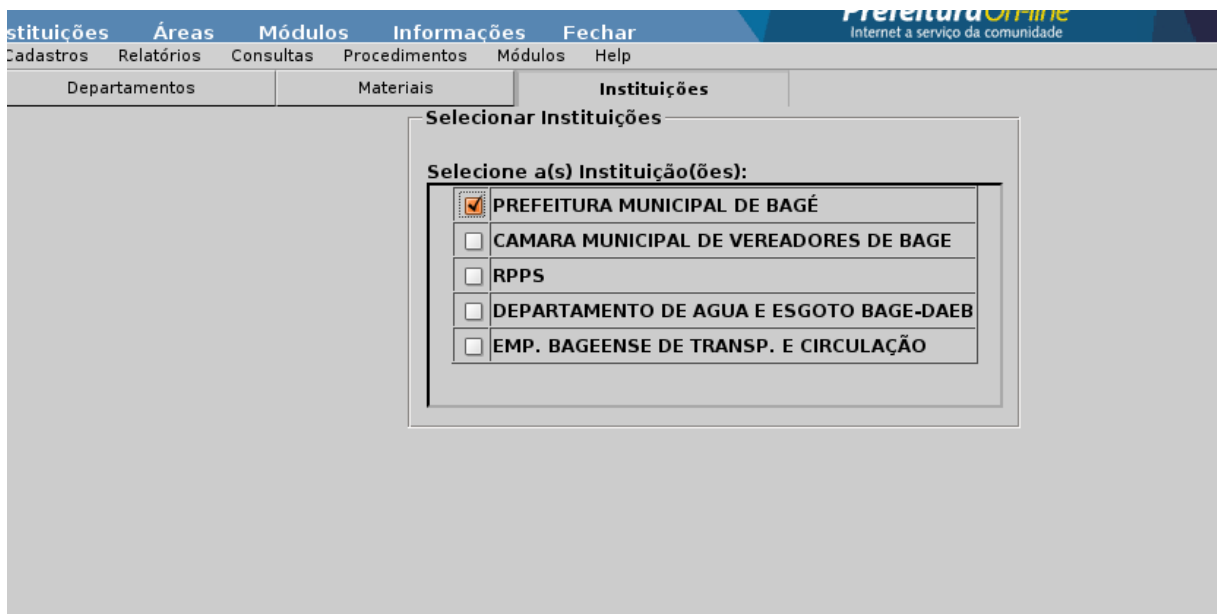 PrefeituraOn-line
stituições Áreas Módulos Informações Fechar
Internet a serviço da comunidade
Cadastros Relatórios Consultas Procedimentos Módulos Help
Departamentos Materiais Instituições
Selecionar Instituições
Selecione a(s) Instituição(ões):
PREFEITURA MUNICIPAL DE BAGÉ
CAMARA MUNICIPAL DE VEREADORES DE BAGE
RPPS
DEPARTAMENTO DE AGUA E ESGOTO BAGE-DAEB
EMP. BAGEENSE DE TRANSP. E CIRCULAÇÃO